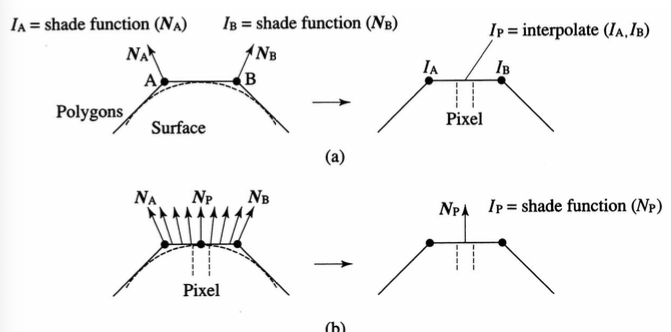 I_A = shade function (N_A) I_B = shade function (N_B)
I_P = interpolate (I_A, I_B)
N_A N_B
A B
I_A I_B
Polygons
Surface
Pixel
(a)
N_A N_P N_B
N_P I_P = shade function (N_P)
Pixel
(b)